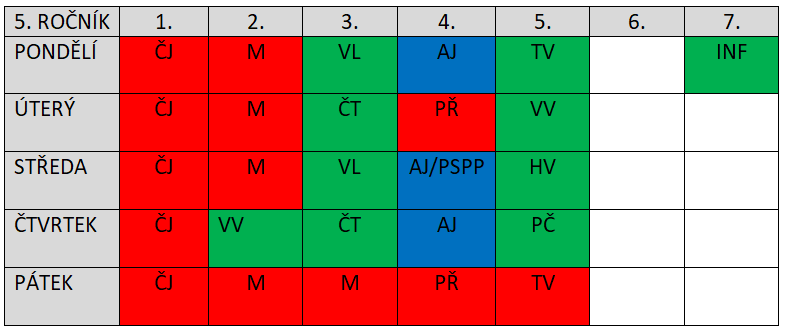 5. ROČNÍK 1. 2. 3. 4. 5. 6. 7.
PONDĚLÍ ČJ M VL AJ TV INF
ÚTERÝ ČJ M ČT PŘ VV
STŘEDA ČJ M VL AJ/PSPP HV
ČTVRTEK ČJ VV ČT AJ PČ
PÁTEK ČJ M M PŘ TV